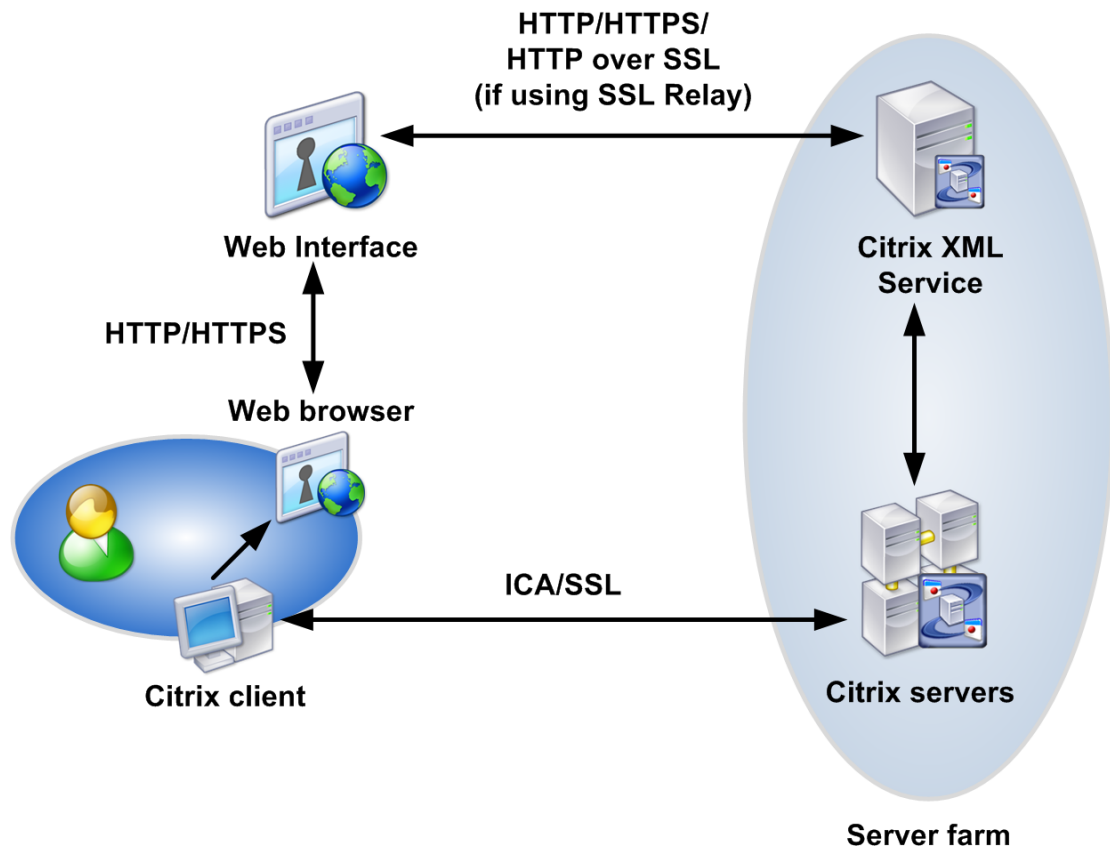 HTTP/HTTPS/
HTTP over SSL
(if using SSL Relay)
Web Interface
Citrix XML
Service
HTTP/HTTPS
Web browser
ICA/SSL
Citrix client
Citrix servers
Server farm